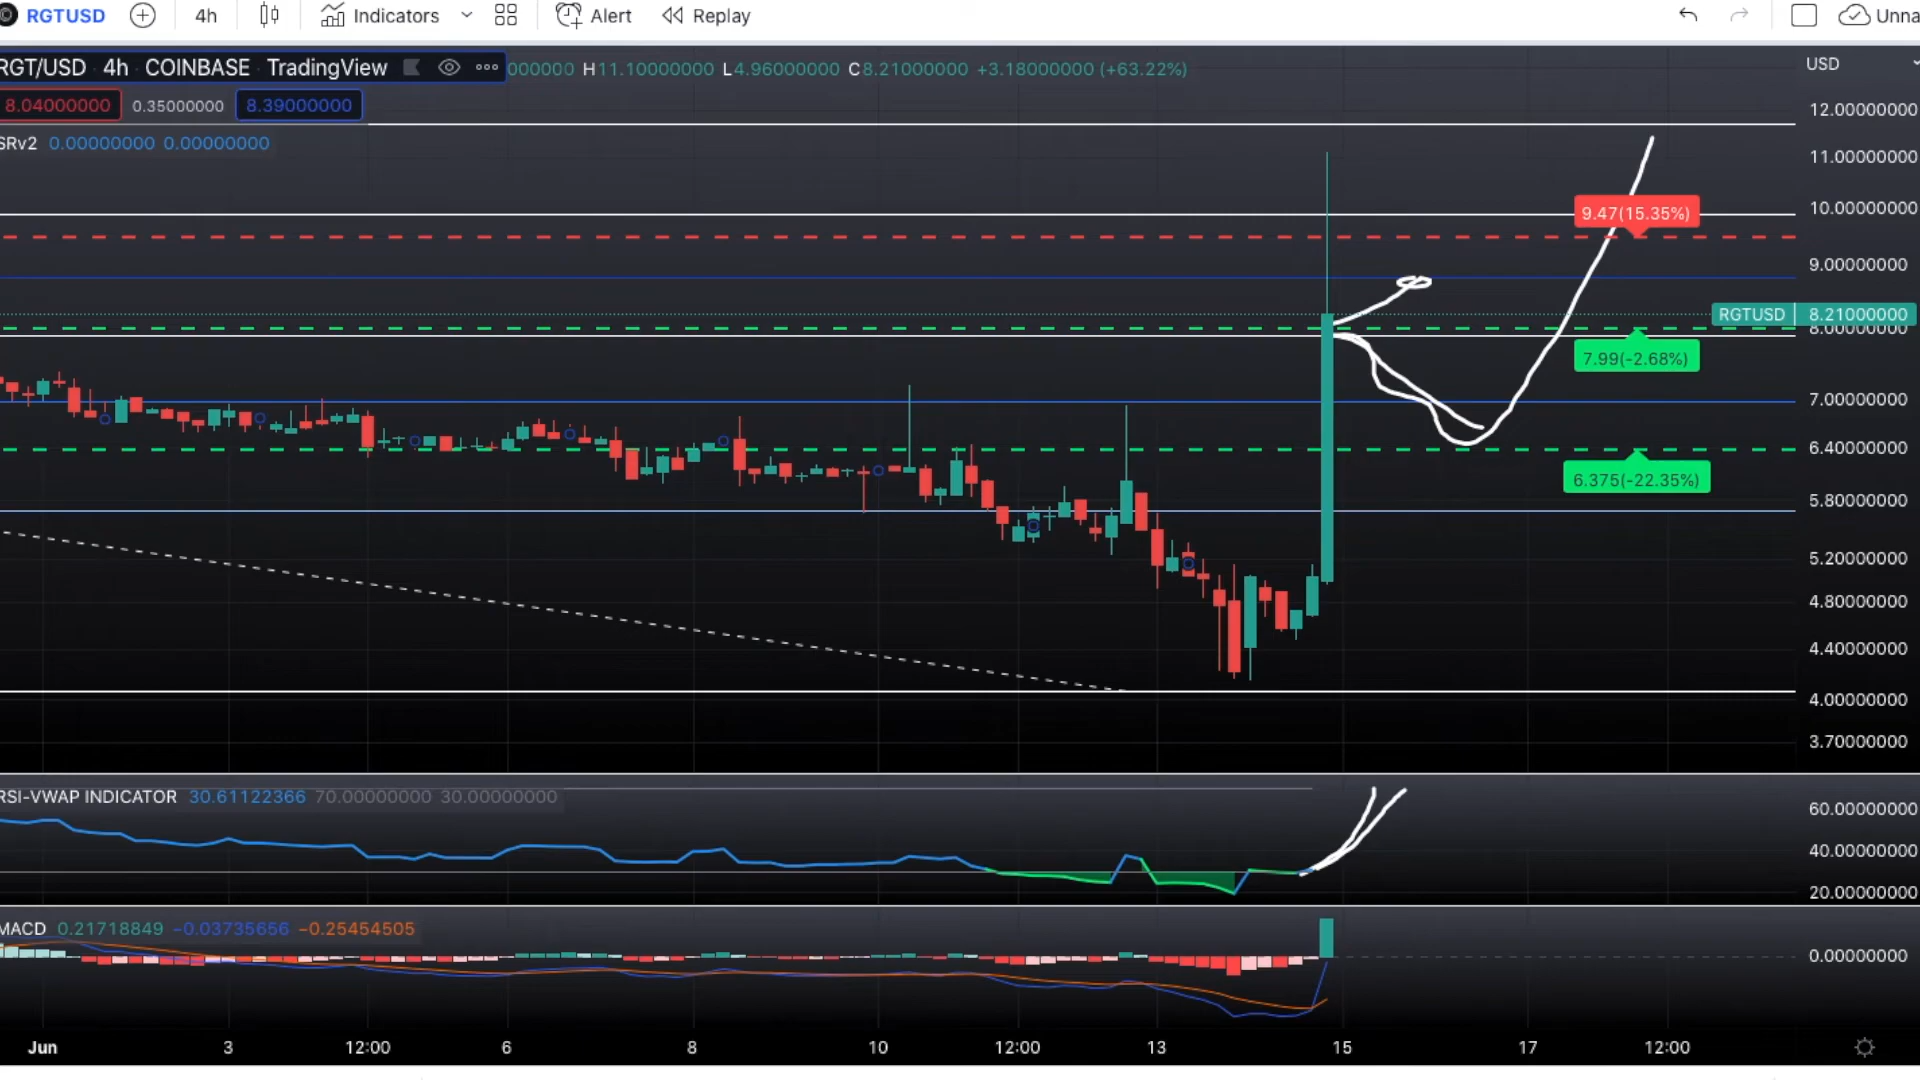 RGTUSD 4h Indicators Alert Replay Unna
RGT/USD 4h COINBASE TradingView 000000 H11.10000000 L4.96000000 C8.21000000 +3.18000000 (+63.22%)
8.04000000 0.35000000 8.39000000
SRv2 0.00000000 0.00000000
USD
12.00000000
11.00000000
10.00000000
9.47(15.35%)
9.00000000
RGTUSD 8.21000000
8.00000000
7.99(-2.68%)
7.00000000
6.40000000
6.375(-22.35%)
5.80000000
5.20000000
4.80000000
4.40000000
4.00000000
3.70000000
RSI-VWAP INDICATOR 30.61122366 70.00000000 30.00000000
60.00000000
40.00000000
20.00000000
MACD 0.21718849 −0.03735656 −0.25454505
0.00000000
Jun 3 12:00 6 8 10 12:00 13 15 17 12:00